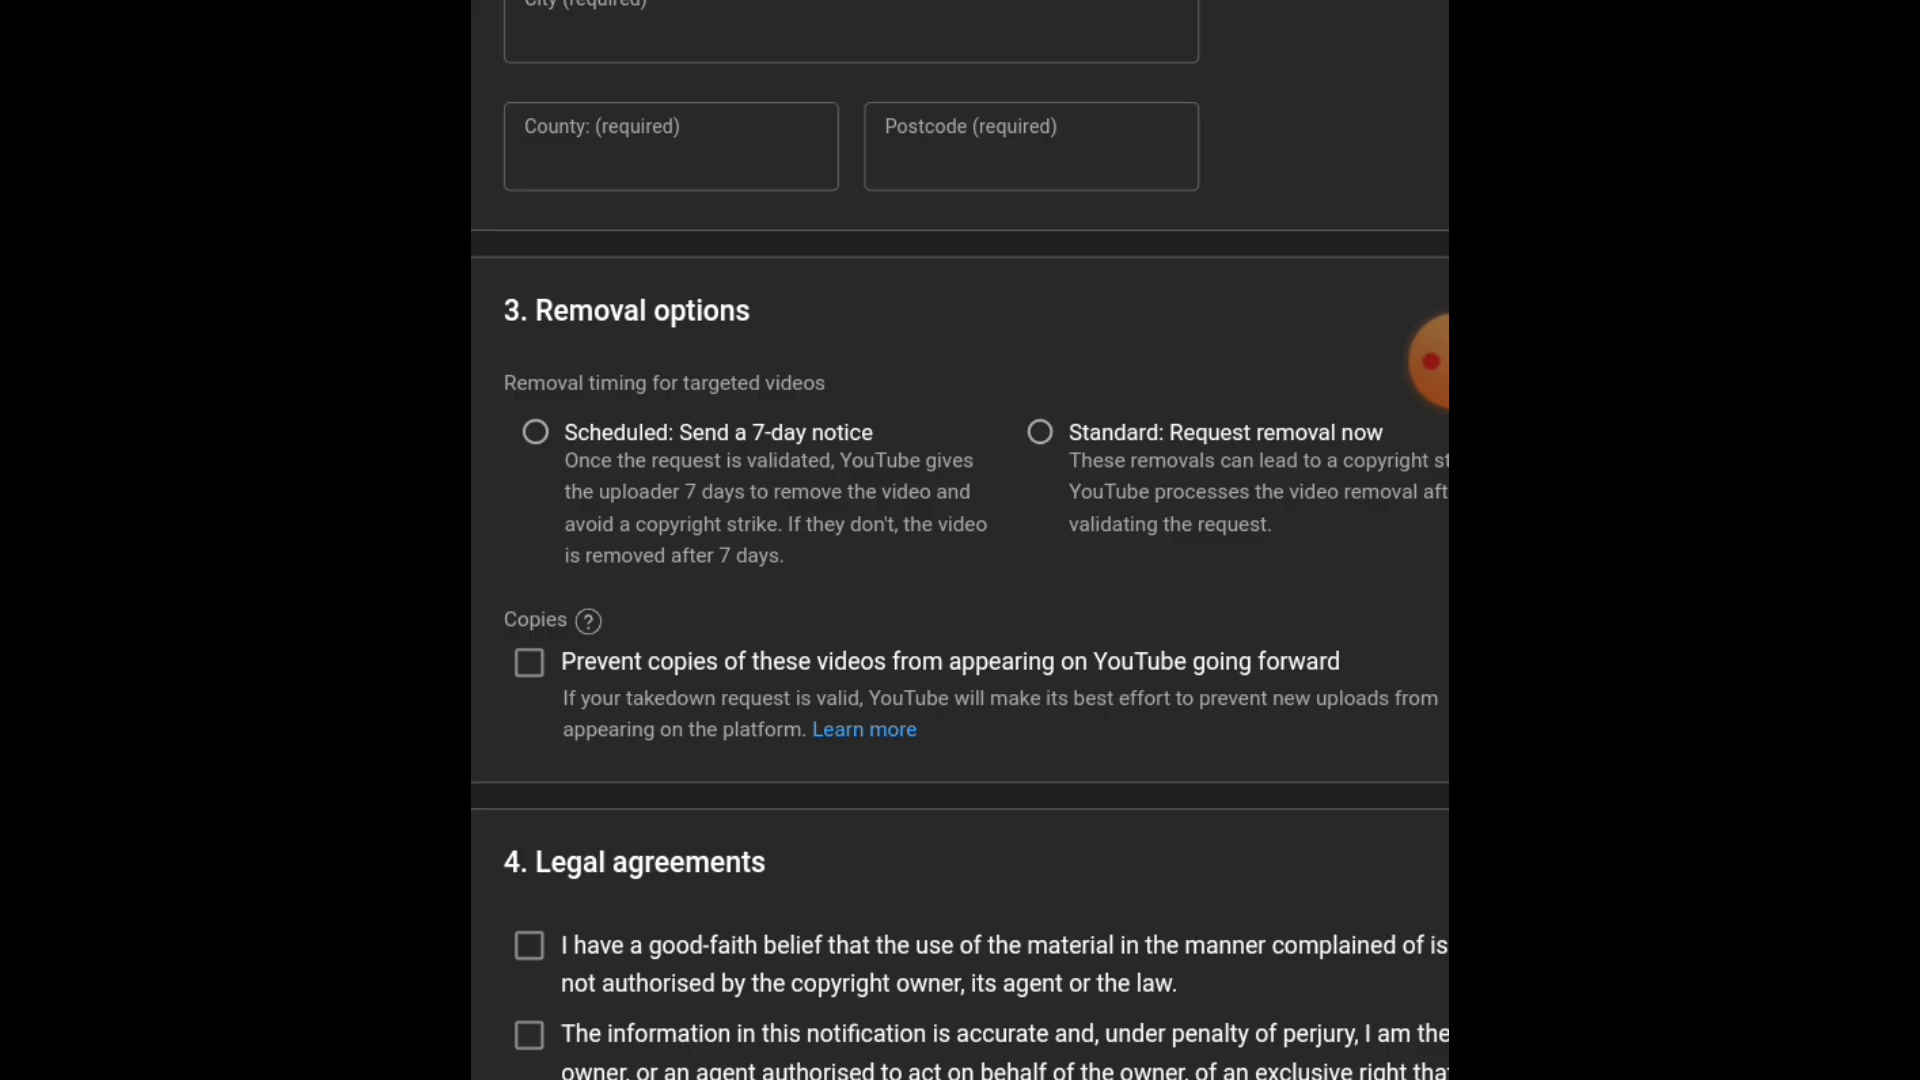 City (required)
County: (required)
Postcode (required)
3. Removal options
Removal timing for targeted videos
Scheduled: Send a 7-day notice
Once the request is validated, YouTube gives
the uploader 7 days to remove the video and
avoid a copyright strike. If they don't, the video
is removed after 7 days.
Standard: Request removal now
These removals can lead to a copyright st
YouTube processes the video removal aft
validating the request.
Copies ?
Prevent copies of these videos from appearing on YouTube going forward
If your takedown request is valid, YouTube will make its best effort to prevent new uploads from
appearing on the platform. Learn more
4. Legal agreements
I have a good-faith belief that the use of the material in the manner complained of is
not authorised by the copyright owner, its agent or the law.
The information in this notification is accurate and, under penalty of perjury, I am the
owner, or an agent authorised to act on behalf of the owner, of an exclusive right tha